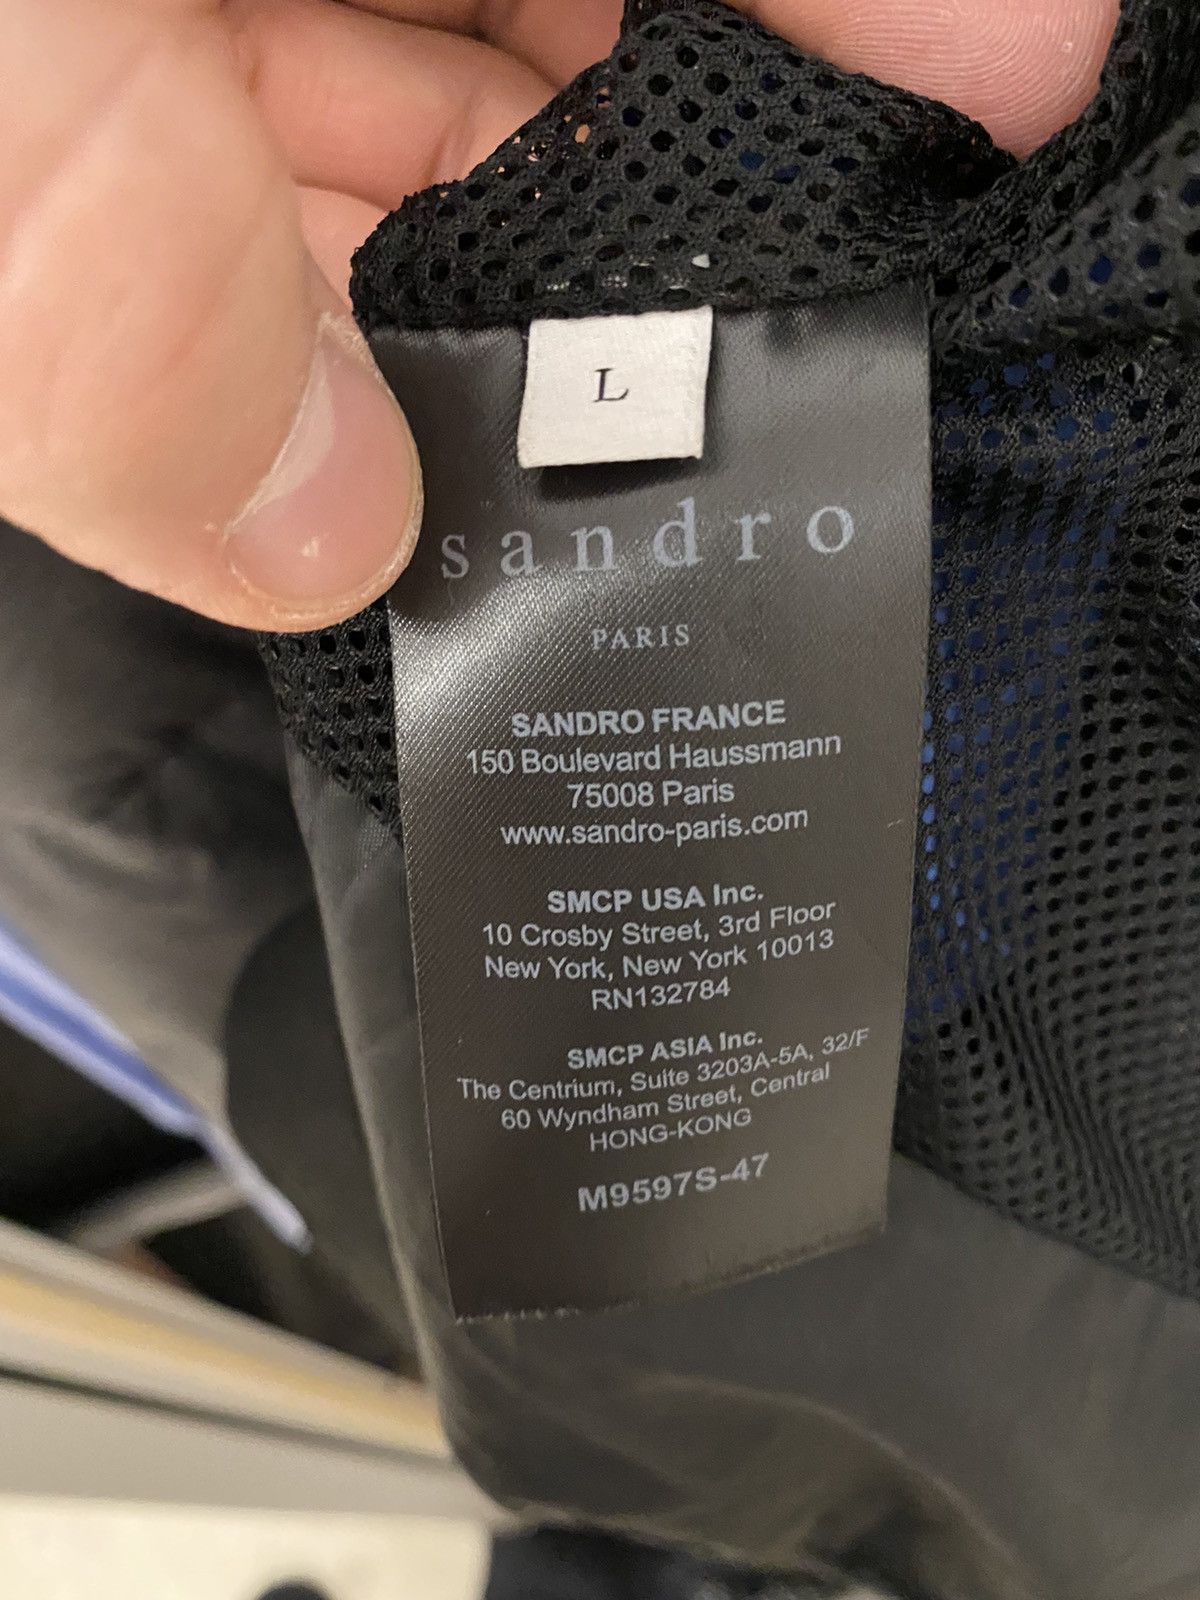 L
sandro
PARIS
SANDRO FRANCE
150 Boulevard Haussmann
75008 Paris
www.sandro-paris.com
SMCP USA Inc.
10 Crosby Street, 3rd Floor
New York, New York 10013
RN132784
SMCP ASIA Inc.
The Centrium, Suite 3203A-5A, 32/F
60 Wyndham Street, Central
HONG-KONG
M9597S-47